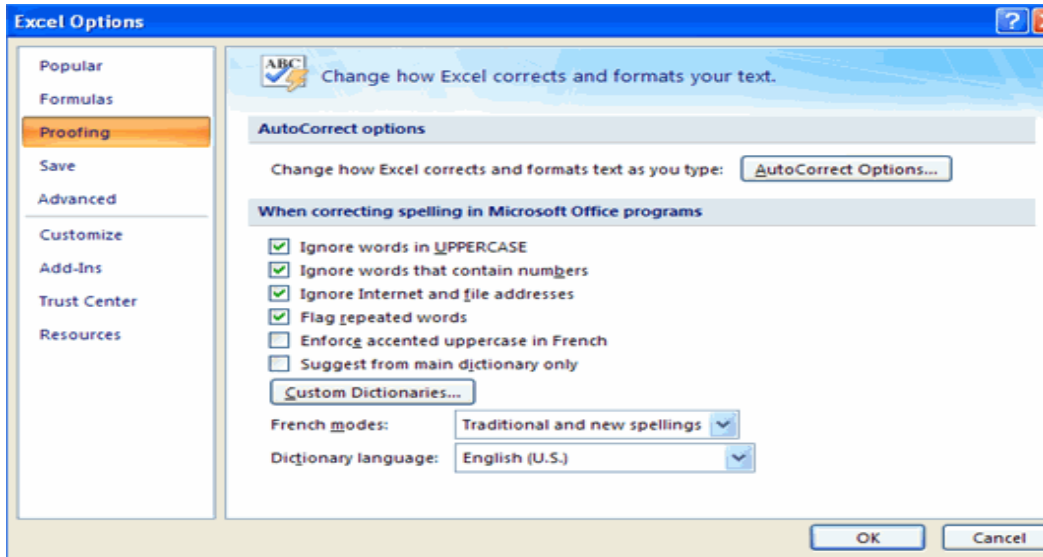 Excel Options
?
Popular
Formulas
Proofing
Save
Advanced
Customize
Add-Ins
Trust Center
Resources
ABC
Change how Excel corrects and formats your text.
AutoCorrect options
Change how Excel corrects and formats text as you type: AutoCorrect Options...
When correcting spelling in Microsoft Office programs
Ignore words in UPPERCASE
Ignore words that contain numbers
Ignore Internet and file addresses
Flag repeated words
Enforce accented uppercase in French
Suggest from main dictionary only
Custom Dictionaries...
French modes: Traditional and new spellings
Dictionary language: English (U.S.)
OK Cancel